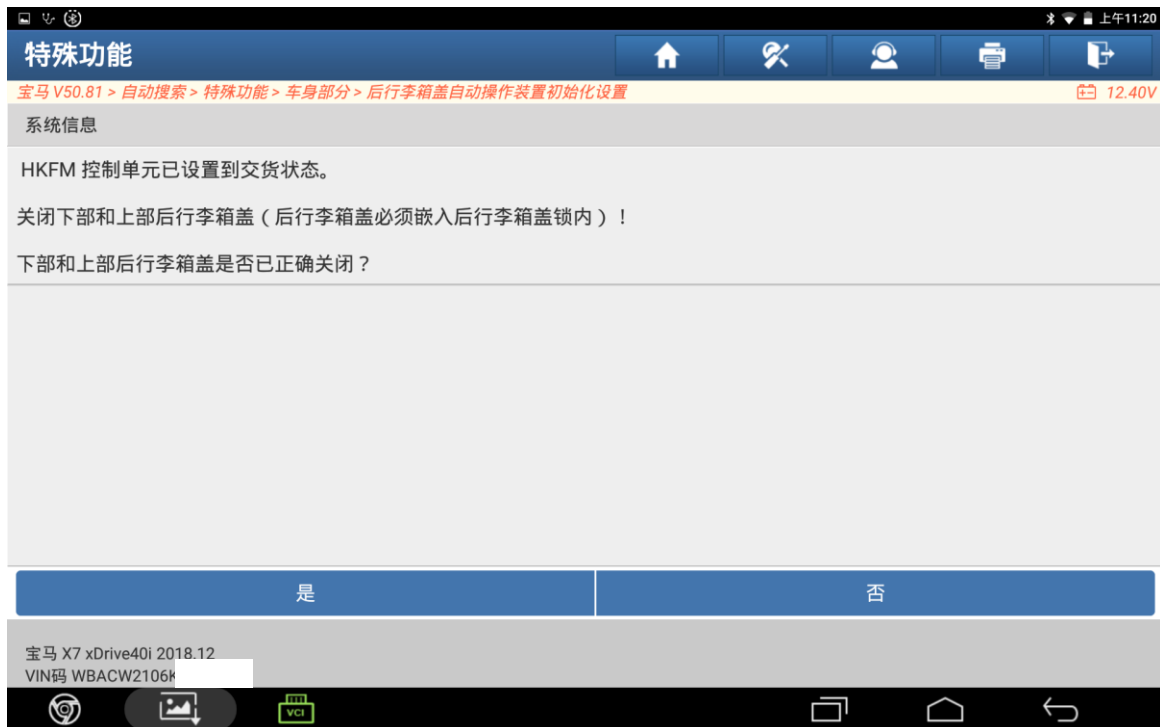 上午11:20
特殊功能
宝马 V50.81 > 自动搜索 > 特殊功能 > 车身部分 > 后行李箱盖自动操作装置初始化设置
12.40V
系统信息
HKFM 控制单元已设置到交货状态。
关闭下部和上部后行李箱盖（后行李箱盖必须嵌入后行李箱盖锁内）！
下部和上部后行李箱盖是否已正确关闭？
是
否
宝马 X7 xDrive40i 2018.12
VIN码 WBACW2106K
VCI